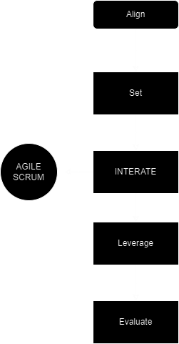 Align
Set
AGILE
SCRUM
INTERATE
Leverage
Evaluate